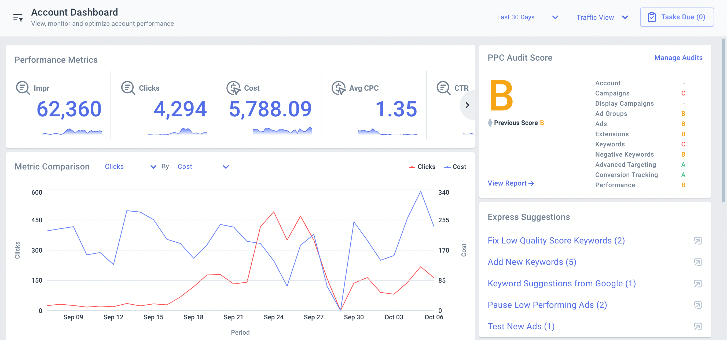 Account Dashboard
View, monitor and optimize account performance
Last 30 Days
Traffic View
Tasks Due (0)
Performance Metrics
Impr
62,360
Clicks
4,294
Cost
5,788.09
Avg CPC
1.35
CTR
PPC Audit Score
Manage Audits
B
Previous Score B
Account -
Campaigns C
Display Campaigns -
Ad Groups B
Ads B
Extensions B
Keywords C
Negative Keywords B
Advanced Targeting A
Conversion Tracking A
Performance B
View Report
Metric Comparison
Clicks
By
Cost
Clicks
Cost
600
450
300
150
0
Clicks
340
255
170
85
0
Cost
Sep 09
Sep 12
Sep 15
Sep 18
Sep 21
Sep 24
Sep 27
Sep 30
Oct 03
Oct 06
Period
Express Suggestions
Fix Low Quality Score Keywords (2)
Add New Keywords (5)
Keyword Suggestions from Google (1)
Pause Low Performing Ads (2)
Test New Ads (1)